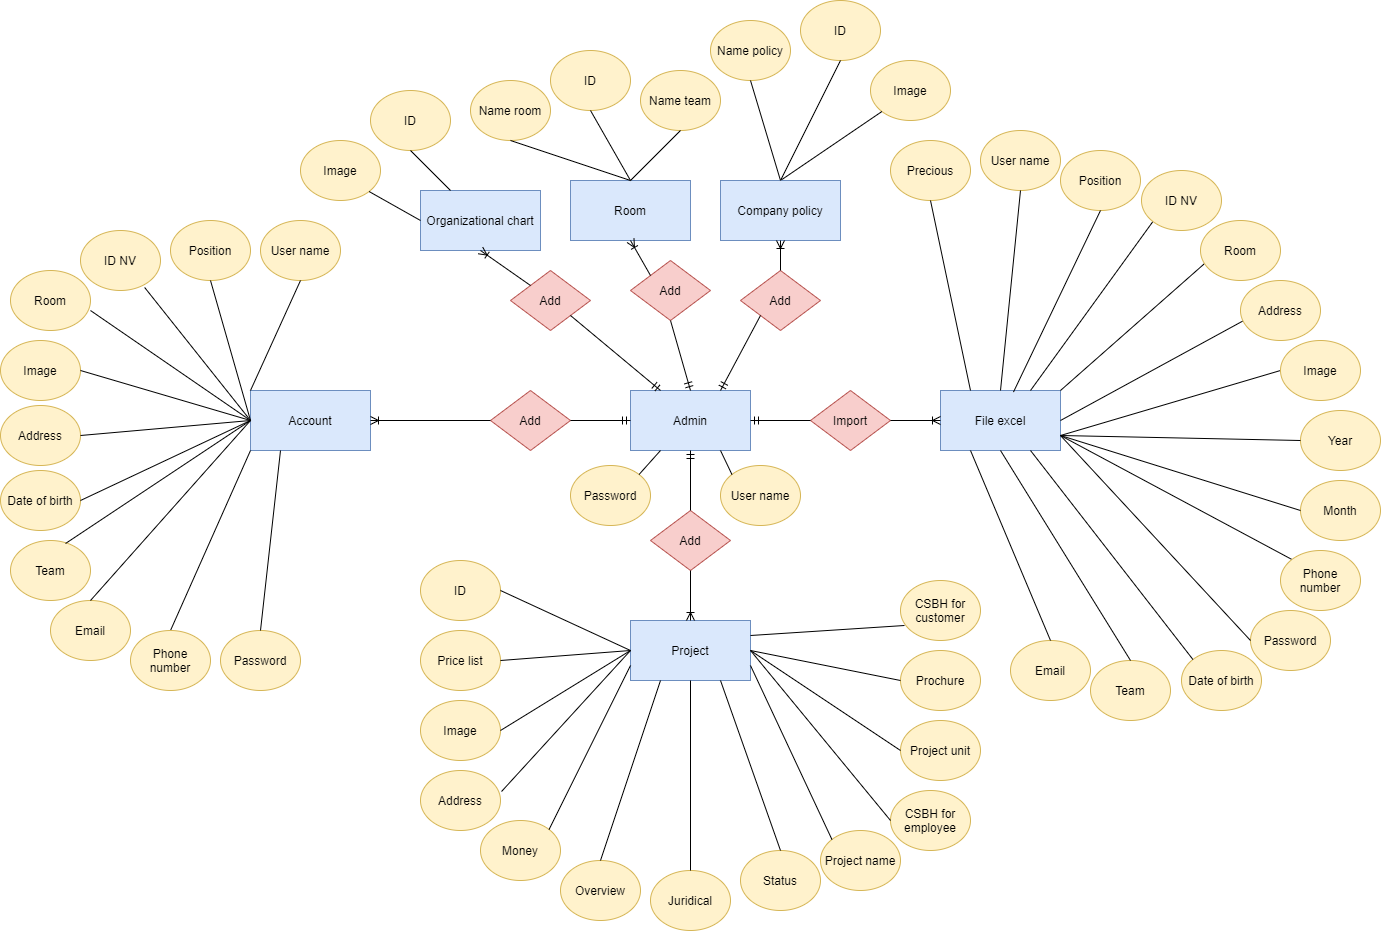 ID
Name policy
ID
Image
Name room
Name team
ID
Image
Precious
User name
Position
ID NV
Room
Address
Image
Year
Month
Phone
number
Password
Date of birth
Team
Email
Organizational chart
Room
Company policy
User name
Position
ID NV
Room
Image
Address
Date of birth
Team
Email
Phone
number
Password
Add
Add
Add
Account
Add
Admin
Import
File excel
Password
User name
Add
Project
ID
Price list
Image
Address
Money
Overview
Juridical
Status
Project name
CSBH for
employee
Project unit
Prochure
CSBH for
customer